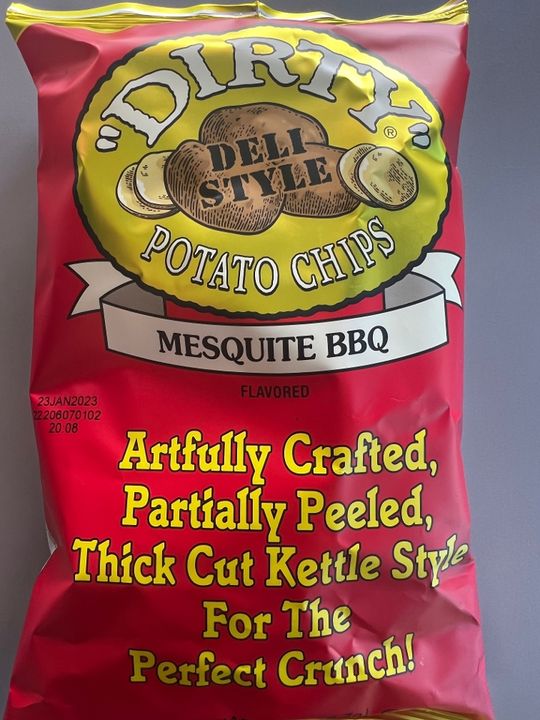 "DIRTY"®
DELI
STYLE
POTATO CHIPS
MESQUITE BBQ
FLAVORED
23JAN2023
22206070102
20.08
Artfully Crafted,
Partially Peeled,
Thick Cut Kettle Style
For The
Perfect Crunch!